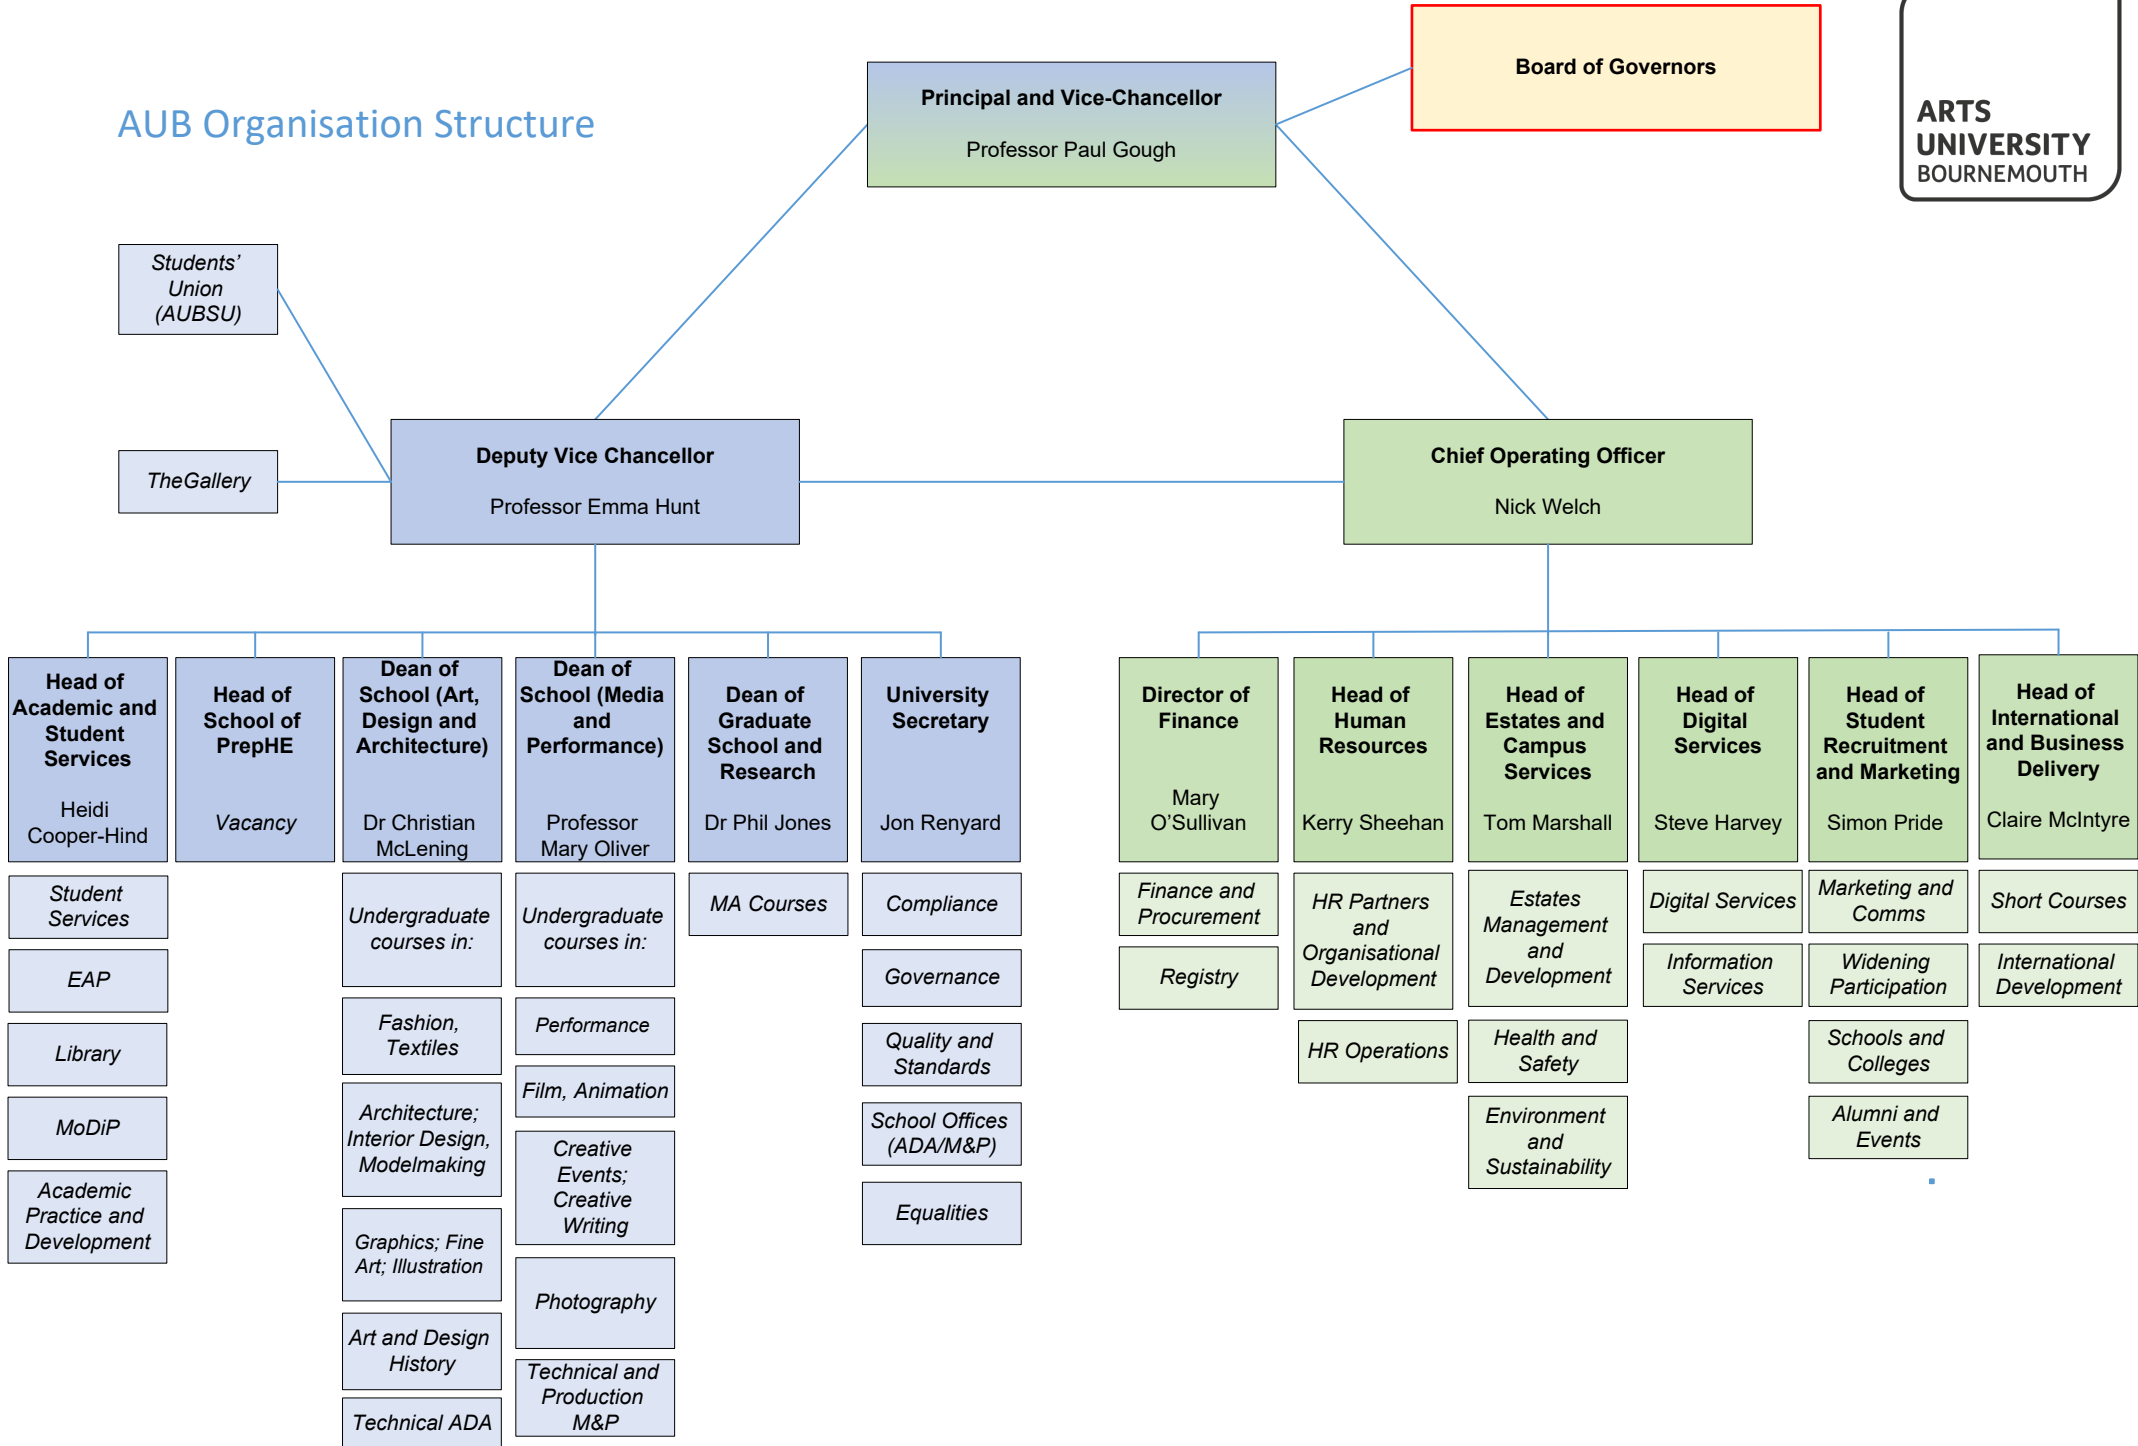 AUB Organisation Structure
Principal and Vice-Chancellor
Professor Paul Gough
Board of Governors
ARTS
UNIVERSITY
BOURNEMOUTH
Students’
Union
(AUBSU)
TheGallery
Deputy Vice Chancellor
Professor Emma Hunt
Chief Operating Officer
Nick Welch
Head of
Academic and
Student
Services
Heidi
Cooper-Hind
Student
Services
EAP
Library
MoDiP
Academic
Practice and
Development
Head of
School of
PrepHE
Vacancy
Dean of
School (Art,
Design and
Architecture)
Dr Christian
McLening
Undergraduate
courses in:
Fashion,
Textiles
Architecture;
Interior Design,
Modelmaking
Graphics; Fine
Art; Illustration
Art and Design
History
Technical ADA
Dean of
School (Media
and
Performance)
Professor
Mary Oliver
Undergraduate
courses in:
Performance
Film, Animation
Creative
Events;
Creative
Writing
Photography
Technical and
Production
M&P
Dean of
Graduate
School and
Research
Dr Phil Jones
MA Courses
University
Secretary
Jon Renyard
Compliance
Governance
Quality and
Standards
School Offices
(ADA/M&P)
Equalities
Director of
Finance
Mary
O’Sullivan
Finance and
Procurement
Registry
Head of
Human
Resources
Kerry Sheehan
HR Partners
and
Organisational
Development
HR Operations
Head of
Estates and
Campus
Services
Tom Marshall
Estates
Management
and
Development
Health and
Safety
Environment
and
Sustainability
Head of
Digital
Services
Steve Harvey
Digital Services
Information
Services
Head of
Student
Recruitment
and Marketing
Simon Pride
Marketing and
Comms
Widening
Participation
Schools and
Colleges
Alumni and
Events
Head of
International
and Business
Delivery
Claire McIntyre
Short Courses
International
Development